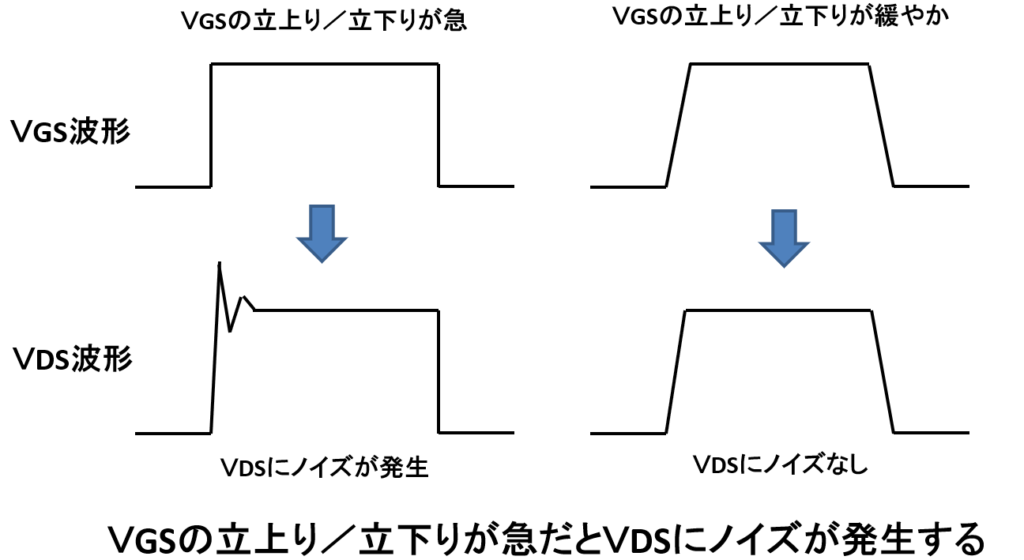 VGSの立上り／立下りが急
VGSの立上り／立下りが緩やか
VGS波形
VDS波形
VDSにノイズが発生
VDSにノイズなし
VGSの立上り／立下りが急だとVDSにノイズが発生する